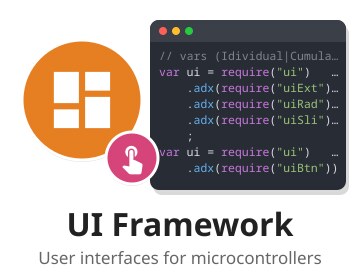 // vars (Idividual|Cumula…
var ui = require("ui") …
.adx(require("uiExt")…
.adx(require("uiRad")…
.adx(require("uiSli")…
;
var ui = require("ui") …
.adx(require("uiBtn"))
UI Framework
User interfaces for microcontrollers